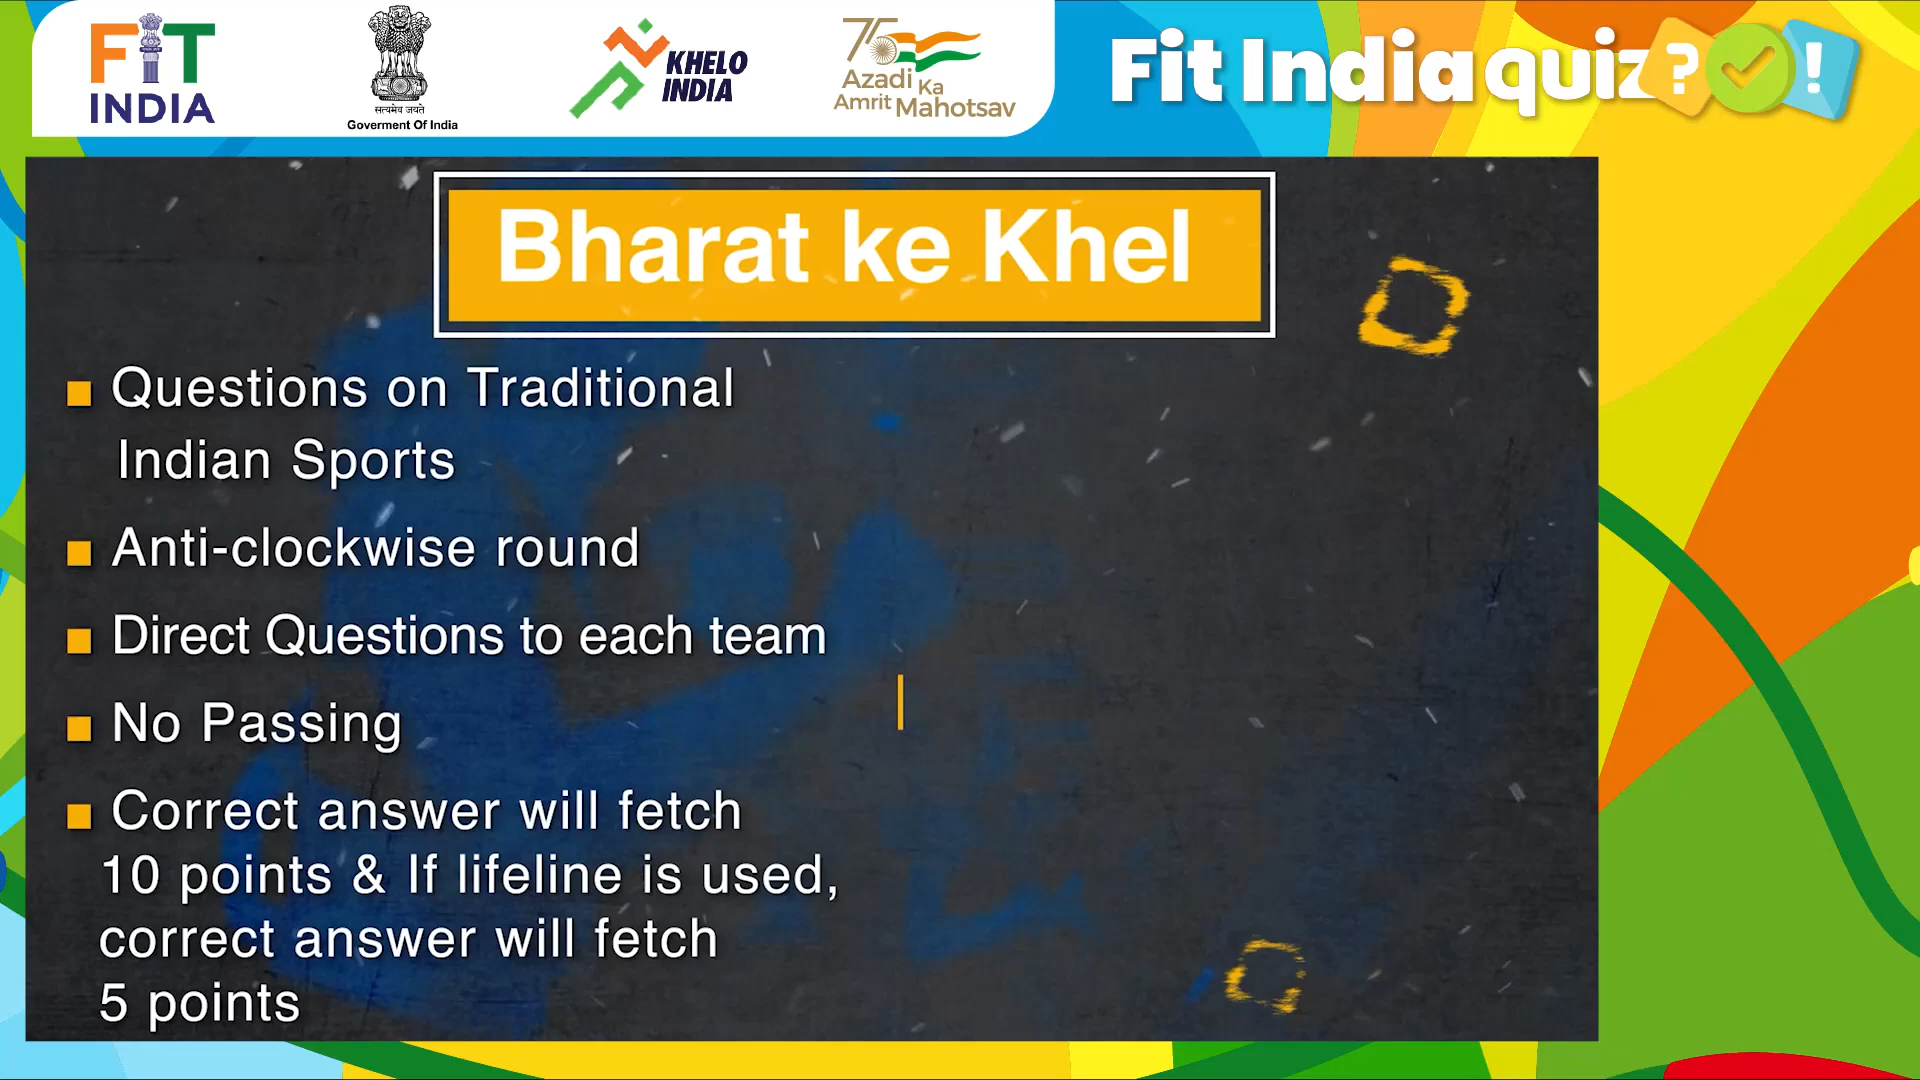 FIT
INDIA
सत्यमेव जयते
Goverment Of India
KHELO
INDIA
75
Azadi
Ka
Amrit Mahotsav
Fit India quiz ? !
Bharat ke Khel
Questions on Traditional
Indian Sports
Anti-clockwise round
Direct Questions to each team
No Passing
Correct answer will fetch
10 points & If lifeline is used,
correct answer will fetch
5 points